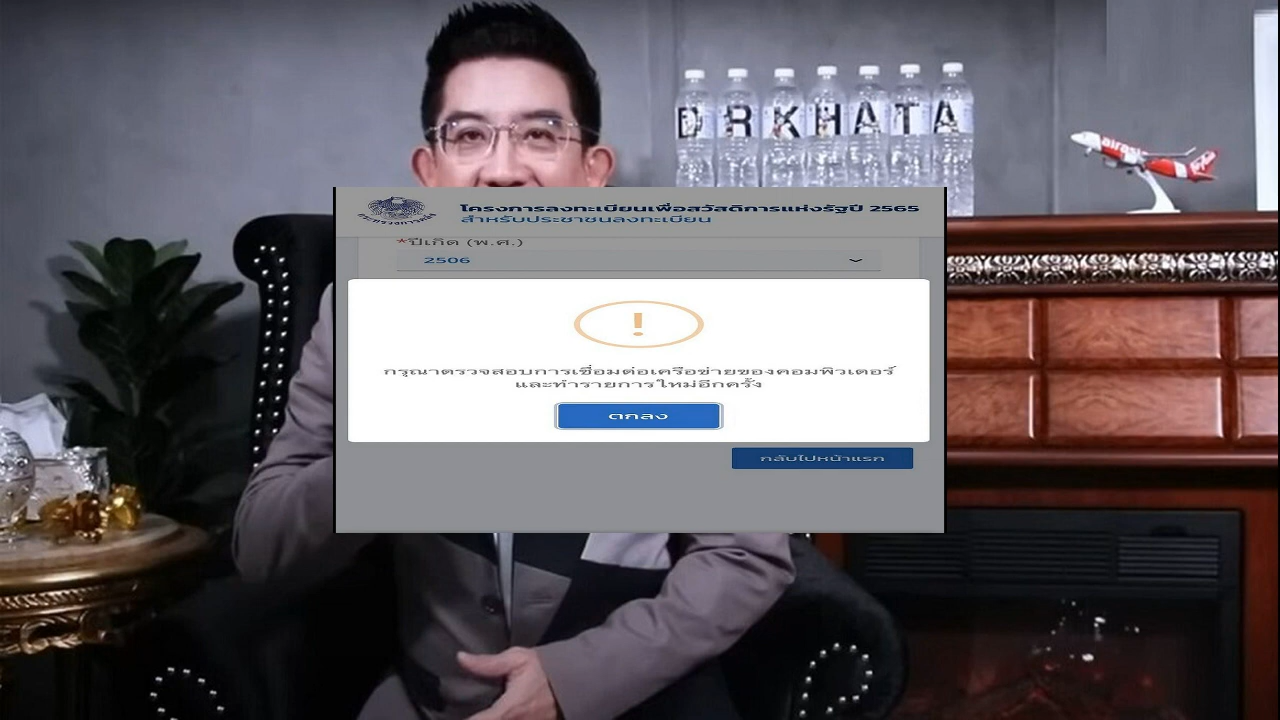 DRKHATA
airasia
โครงการลงทะเบียนเพื่อสวัสดิการแห่งรัฐปี 2565
สำหรับประชาชนลงทะเบียน
*ปีเกิด (พ.ศ.)
2506
!
กรุณาตรวจสอบการเชื่อมต่อเครือข่ายของคอมพิวเตอร์
และทำรายการใหม่อีกครั้ง
ตกลง
กลับไปหน้าแรก